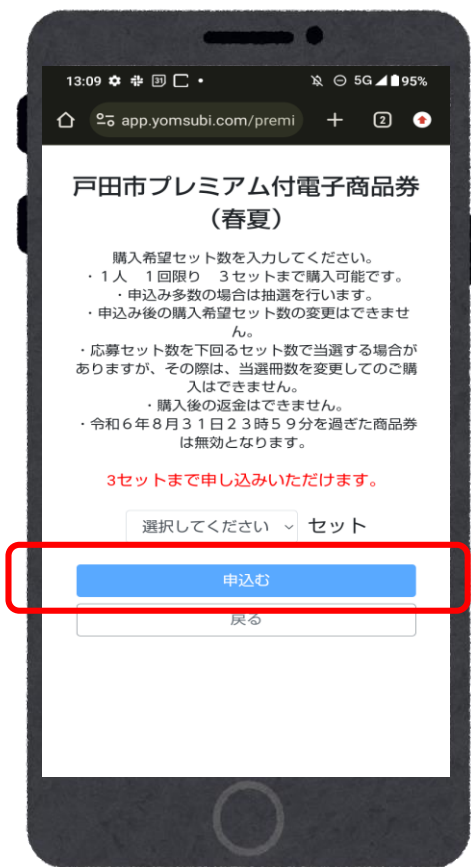 13:09 31 5G 95%
app.yomsubi.com/premi 2
戸田市プレミアム付電子商品券
（春夏）
購入希望セット数を入力してください。
・１人　１回限り　３セットまで購入可能です。
・申込み多数の場合は抽選を行います。
・申込み後の購入希望セット数の変更はできませ
ん。
・応募セット数を下回るセット数で当選する場合が
ありますが、その際は、当選冊数を変更してのご購
入はできません。
・購入後の返金はできません。
・令和６年８月３１日２３時５９分を過ぎた商品券
は無効となります。
3セットまで申し込みいただけます。
選択してください セット
申込む
戻る